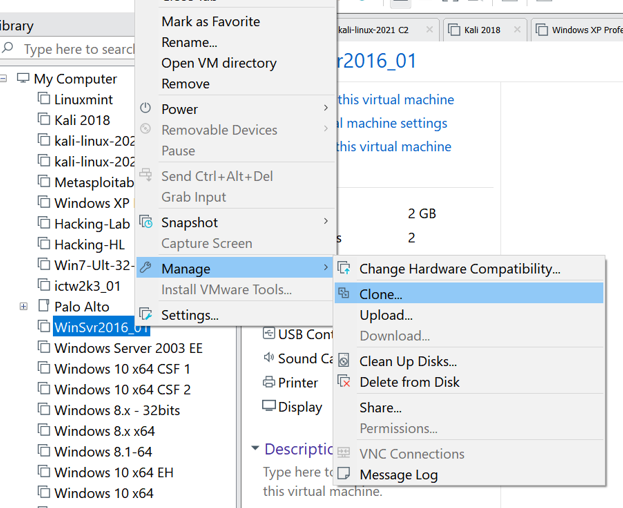 ibrary
Type here to searc
My Computer
Linuxmint
Kali 2018
kali-linux-202
kali-linux-202
Metasploitab
Windows XP
Hacking-Lab
Hacking-HL
Win7-Ult-32-
ictw2k3_01
Palo Alto
WinSvr2016_01
Windows Server 2003 EE
Windows 10 x64 CSF 1
Windows 10 x64 CSF 2
Windows 8.x - 32bits
Windows 8.x x64
Windows 8.1-64
Windows 10 x64 EH
Windows 10 x64
Mark as Favorite
Rename...
Open VM directory
Remove
Power
Removable Devices
Pause
Send Ctrl+Alt+Del
Grab Input
Snapshot
Capture Screen
Manage
Install VMware Tools...
Settings...
kali-linux-2021 C2
Kali 2018
Windows XP Profe
r2016_01
this virtual machine
al machine settings
this virtual machine
2 GB
s 2
Change Hardware Compatibility...
Clone...
Upload...
Download...
Clean Up Disks...
Delete from Disk
Share...
Permissions...
VNC Connections
Message Log
USB Cont
Sound Ca
Printer
Display
Descriptio
Type here to
this virtual machine.